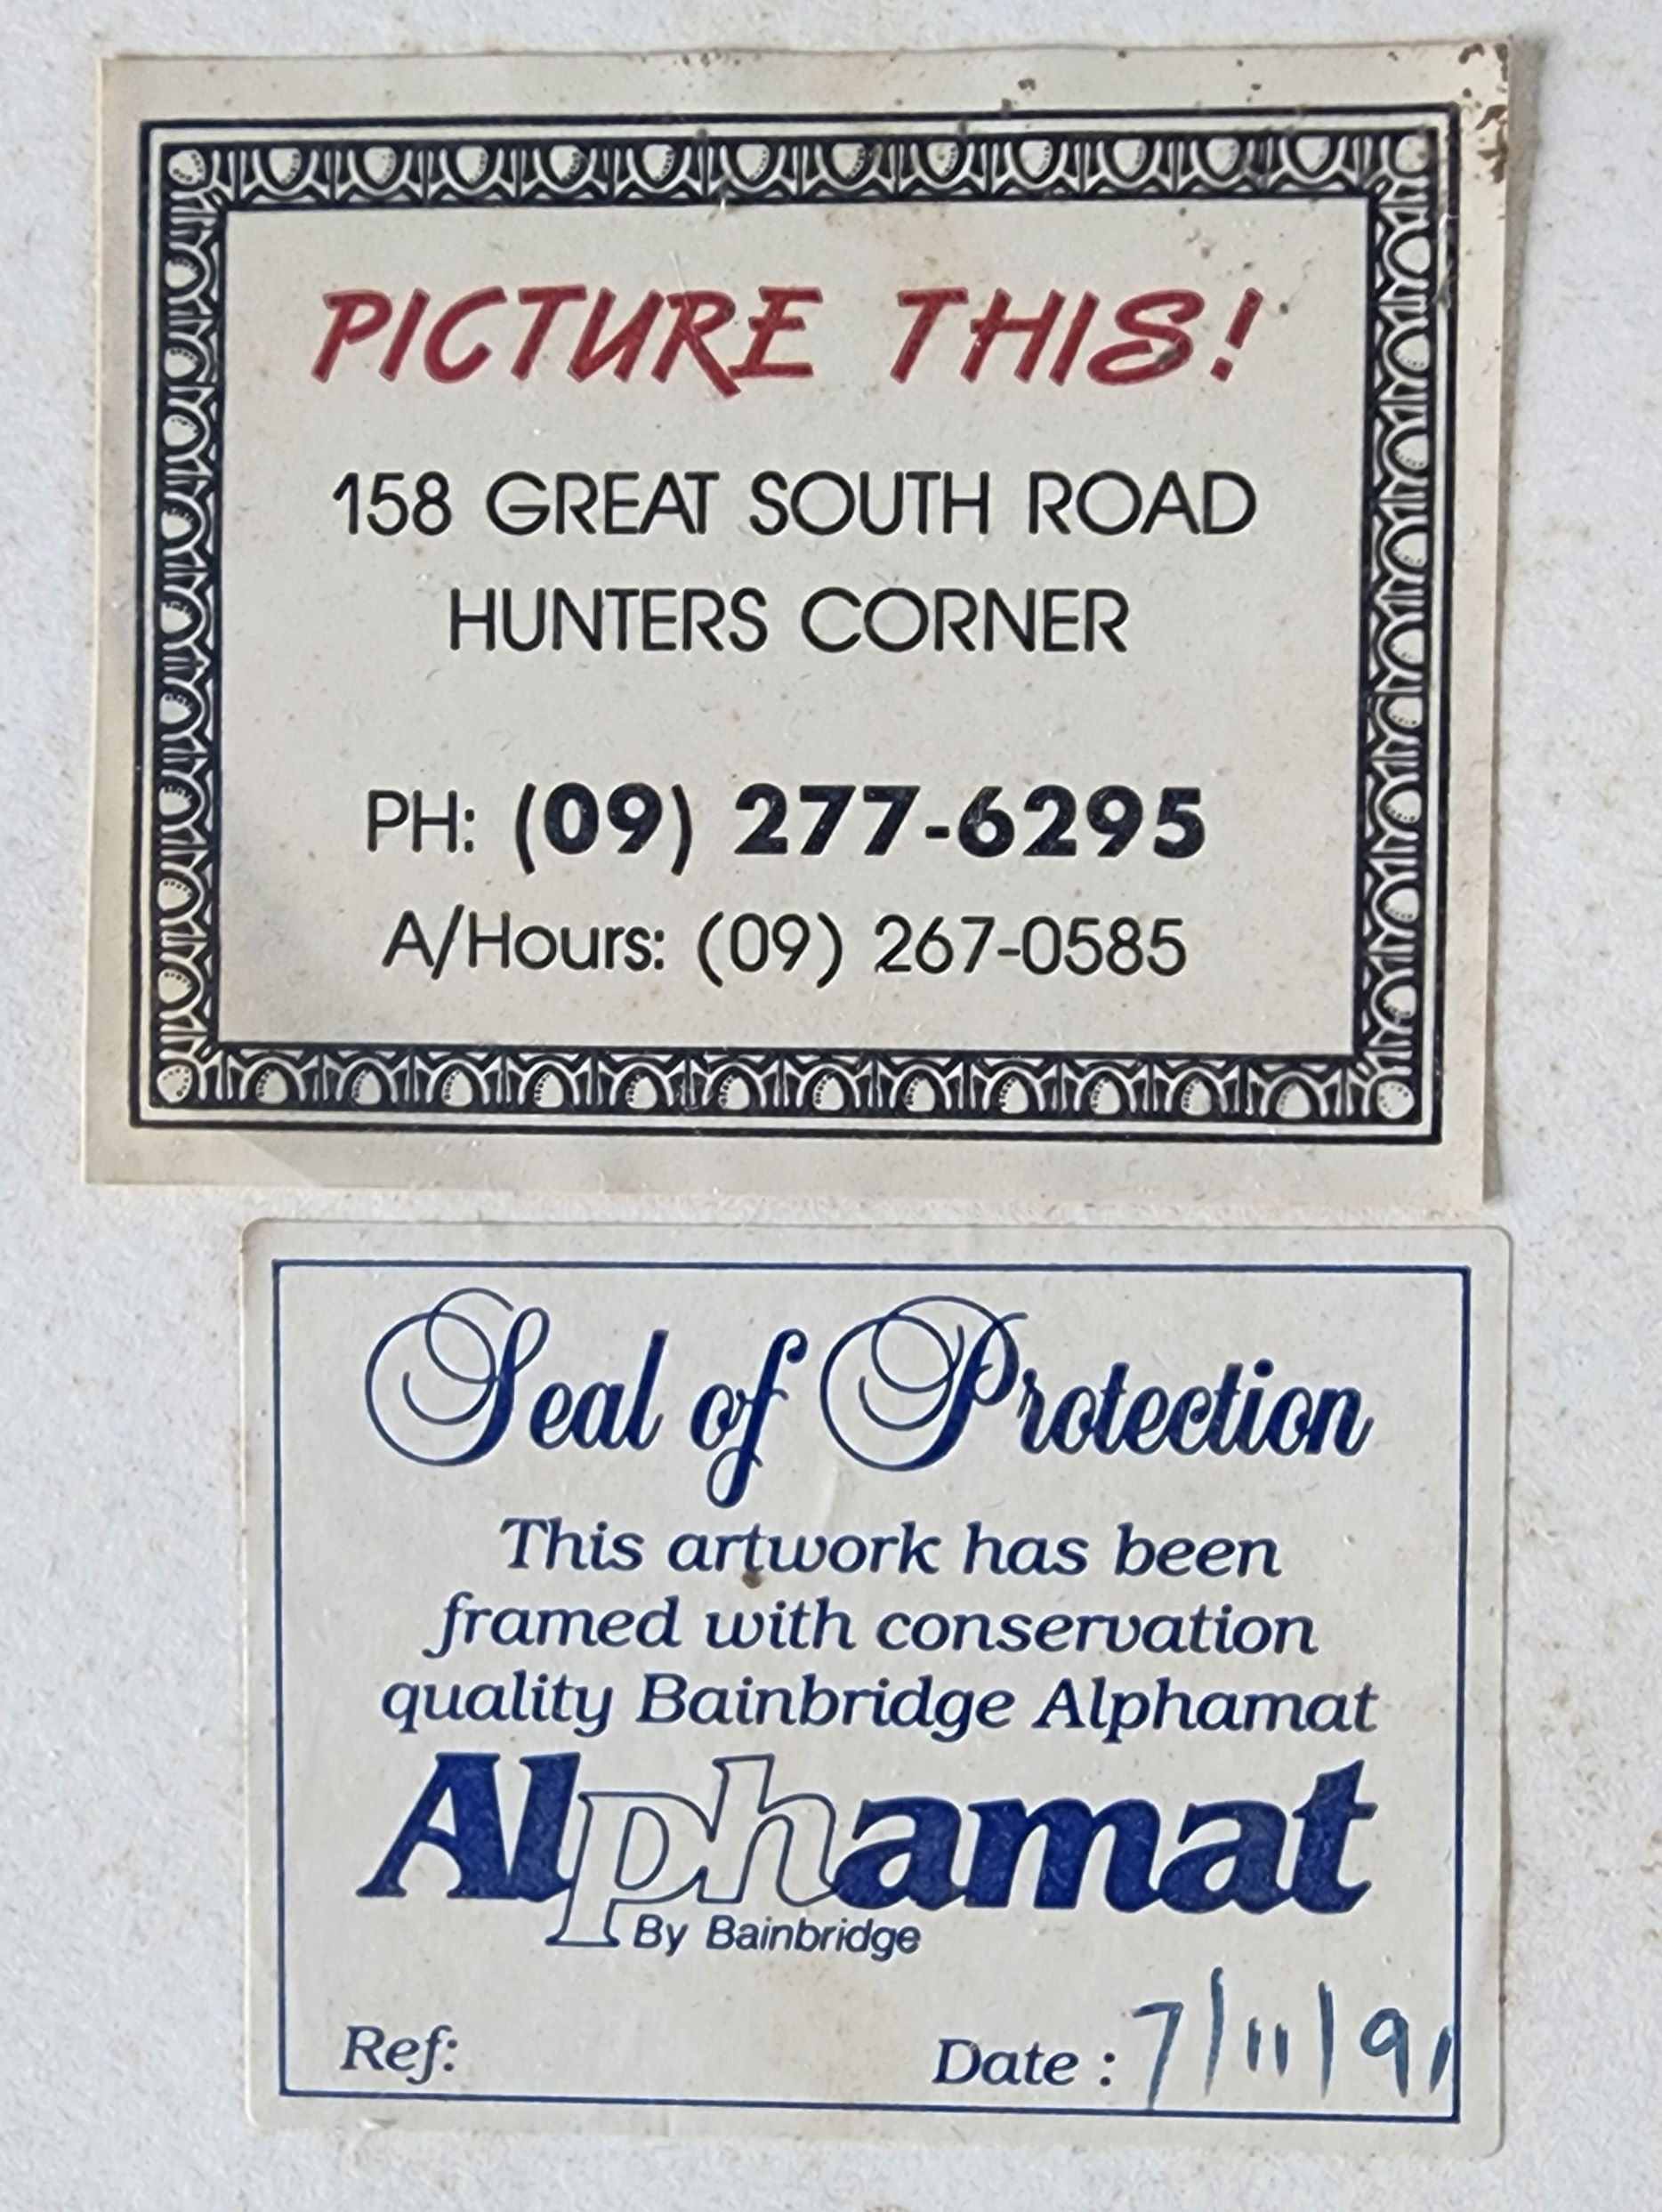 PICTURE THIS!
158 GREAT SOUTH ROAD
HUNTERS CORNER
PH: (09) 277-6295
A/Hours: (09) 267-0585
Seal of Protection
This artwork has been
framed with conservation
quality Bainbridge Alphamat
Alphamat
By Bainbridge
Ref:
Date : 7/11/91